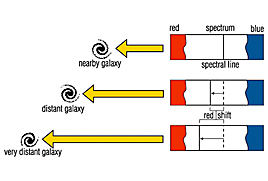 red spectrum blue
nearby galaxy
spectral line
distant galaxy
red shift
very distant galaxy